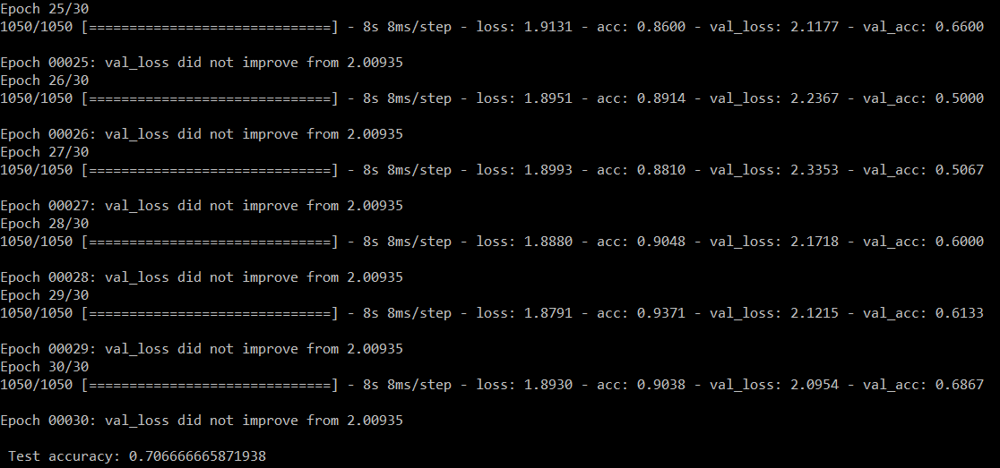 Epoch 25/30
1050/1050 [==============================] - 8s 8ms/step - loss: 1.9131 - acc: 0.8600 - val_loss: 2.1177 - val_acc: 0.6600
Epoch 00025: val_loss did not improve from 2.00935
Epoch 26/30
1050/1050 [==============================] - 8s 8ms/step - loss: 1.8951 - acc: 0.8914 - val_loss: 2.2367 - val_acc: 0.5000
Epoch 00026: val_loss did not improve from 2.00935
Epoch 27/30
1050/1050 [==============================] - 8s 8ms/step - loss: 1.8993 - acc: 0.8810 - val_loss: 2.3353 - val_acc: 0.5067
Epoch 00027: val_loss did not improve from 2.00935
Epoch 28/30
1050/1050 [==============================] - 8s 8ms/step - loss: 1.8880 - acc: 0.9048 - val_loss: 2.1718 - val_acc: 0.6000
Epoch 00028: val_loss did not improve from 2.00935
Epoch 29/30
1050/1050 [==============================] - 8s 8ms/step - loss: 1.8791 - acc: 0.9371 - val_loss: 2.1215 - val_acc: 0.6133
Epoch 00029: val_loss did not improve from 2.00935
Epoch 30/30
1050/1050 [==============================] - 8s 8ms/step - loss: 1.8930 - acc: 0.9038 - val_loss: 2.0954 - val_acc: 0.6867
Epoch 00030: val_loss did not improve from 2.00935
Test accuracy: 0.706666665871938